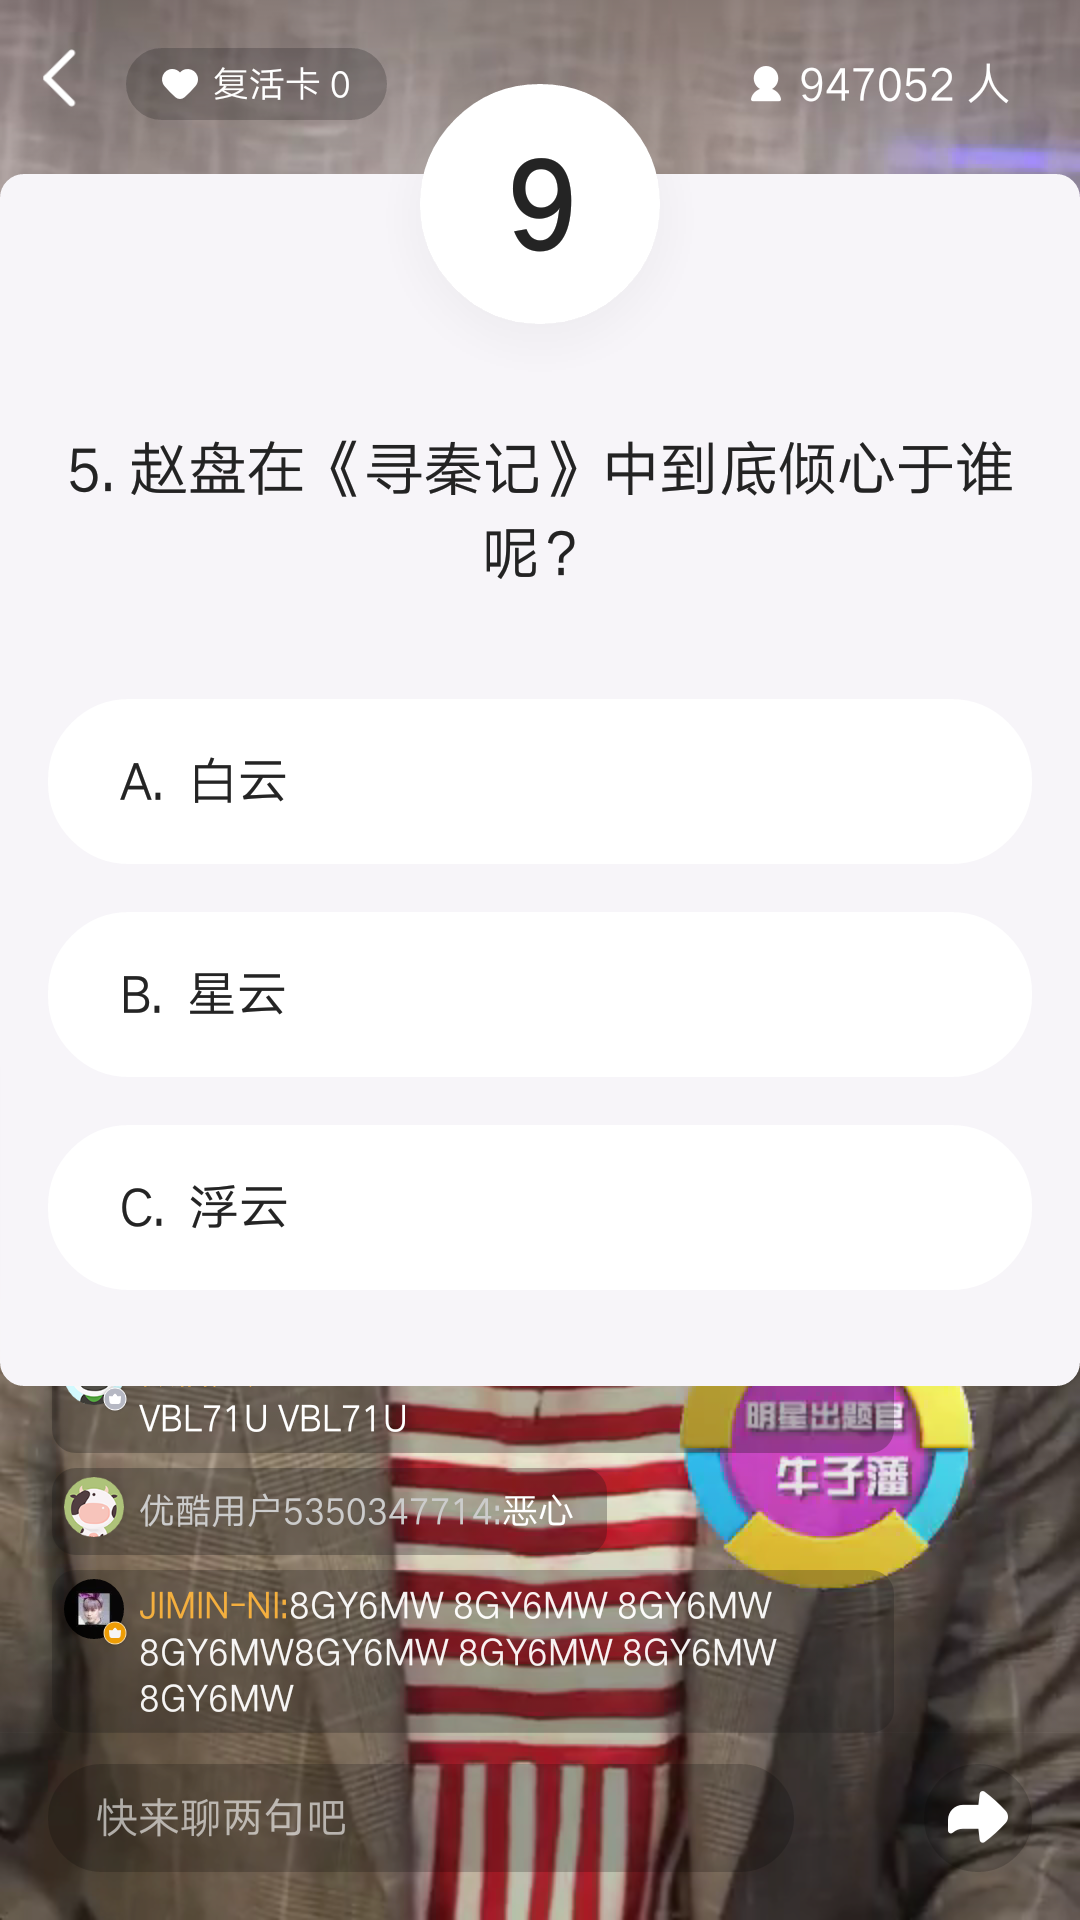 复活卡 0
947052 人
9
5. 赵盘在《寻秦记》中到底倾心于谁
呢？
A. 白云
B. 星云
C. 浮云
VBL71U VBL71U
明星出题官
牛子藩
优酷用户5350347714:恶心
JIMIN-NI:8GY6MW 8GY6MW 8GY6MW
8GY6MW8GY6MW 8GY6MW 8GY6MW
8GY6MW
快来聊两句吧